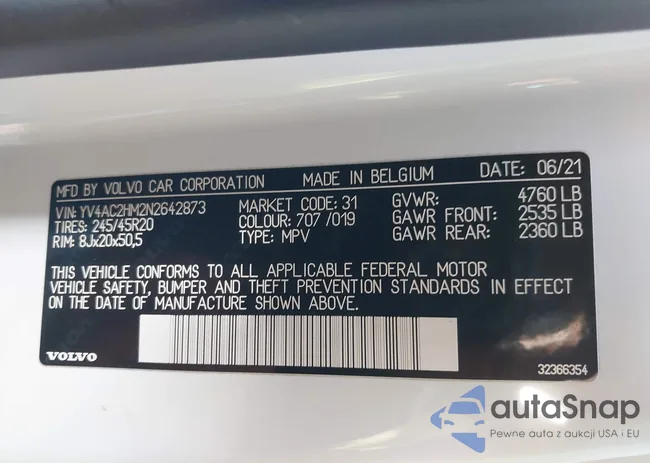 MFD BY VOLVO CAR CORPORATION MADE IN BELGIUM DATE: 06/21
VIN: YV4AC2HM2N2642873 MARKET CODE: 31 GVWR: 4760 LB
TIRES: 245/45R20 COLOUR: 707 /019 GAWR FRONT: 2535 LB
RIM: 8Jx20x50,5 TYPE: MPV GAWR REAR: 2360 LB
THIS VEHICLE CONFORMS TO ALL APPLICABLE FEDERAL MOTOR
VEHICLE SAFETY, BUMPER AND THEFT PREVENTION STANDARDS IN EFFECT
ON THE DATE OF MANUFACTURE SHOWN ABOVE.
VOLVO 32366354
autaSnap
Pewne auta z aukcji USA i EU